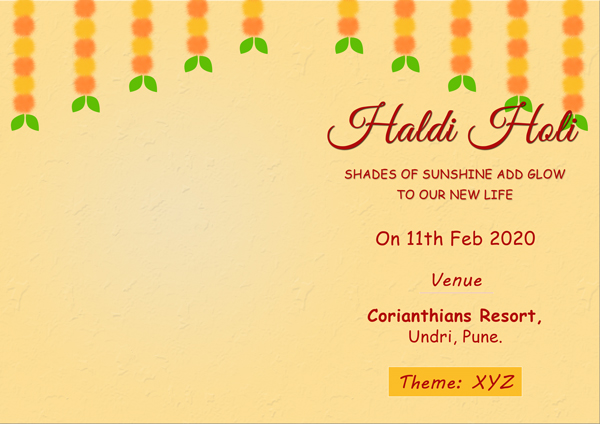 Haldi Holi
SHADES OF SUNSHINE ADD GLOW
TO OUR NEW LIFE
On 11th Feb 2020
Venue
Corianthians Resort,
Undri, Pune.
Theme: XYZ